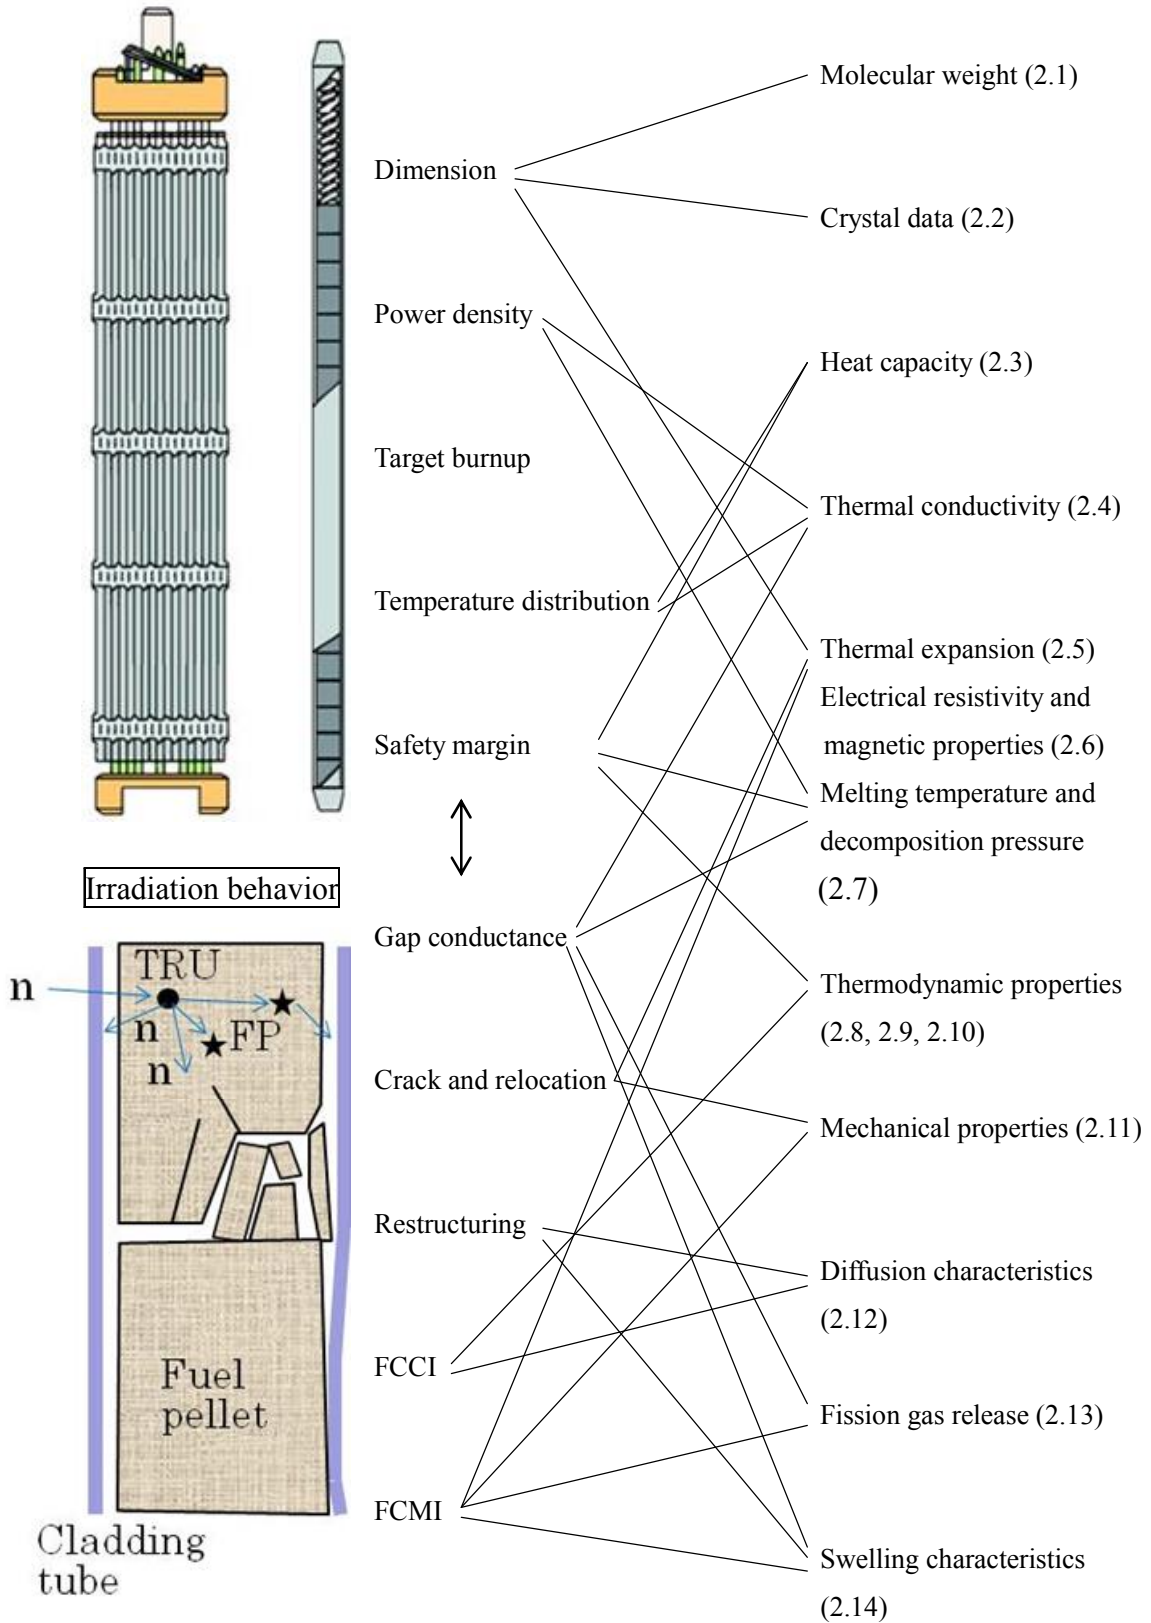 Molecular weight (2.1)
Dimension
Crystal data (2.2)
Power density
Heat capacity (2.3)
Target burnup
Thermal conductivity (2.4)
Temperature distribution
Thermal expansion (2.5)
Electrical resistivity and
magnetic properties (2.6)
Safety margin
Melting temperature and
decomposition pressure
(2.7)
Irradiation behavior
Gap conductance
TRU
n
n
FP
n
Thermodynamic properties
(2.8, 2.9, 2.10)
Crack and relocation
Mechanical properties (2.11)
Restructuring
Diffusion characteristics
(2.12)
FCCI
Fuel
pellet
Fission gas release (2.13)
FCMI
Cladding
tube
Swelling characteristics
(2.14)